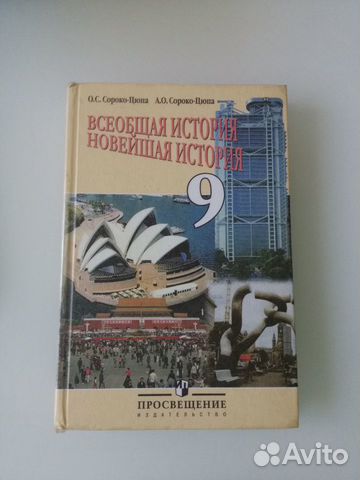 О.С. Сороко-Цюпа А.О. Сороко-Цюпа
ВСЕОБЩАЯ ИСТОРИЯ
НОВЕЙШАЯ ИСТОРИЯ
9
ПРОСВЕЩЕНИЕ
ИЗДАТЕЛЬСТВО
Avito